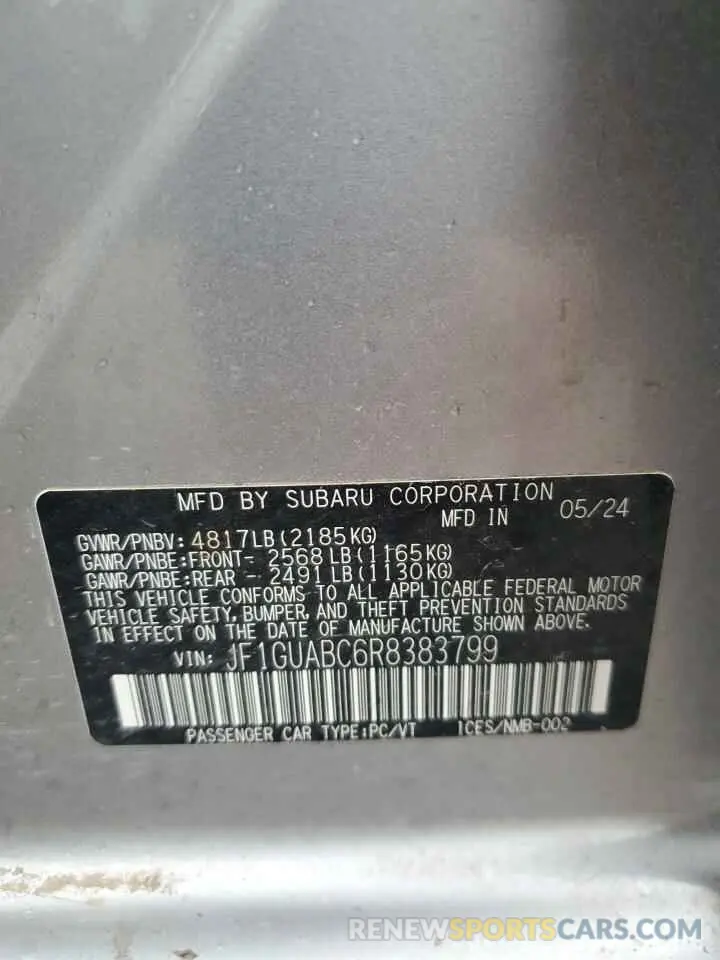 MFD BY SUBARU CORPORATION
MFD IN 05/24
GVWR/PNBV: 4817LB(2185KG)
GAWR/PNBE:FRONT- 2568 LB(1165KG)
GAWR/PNBE:REAR - 2491 LB(1130KG)
THIS VEHICLE CONFORMS TO ALL APPLICABLE FEDERAL MOTOR
VEHICLE SAFETY, BUMPER, AND THEFT PREVENTION STANDARDS
IN EFFECT ON THE DATE OF MANUFACTURE SHOWN ABOVE.
VIN: JF1GUABC6R8383799
PASSENGER CAR TYPE:PC/VT ICES/NMB-002
RENEWSPORTSCARS.COM